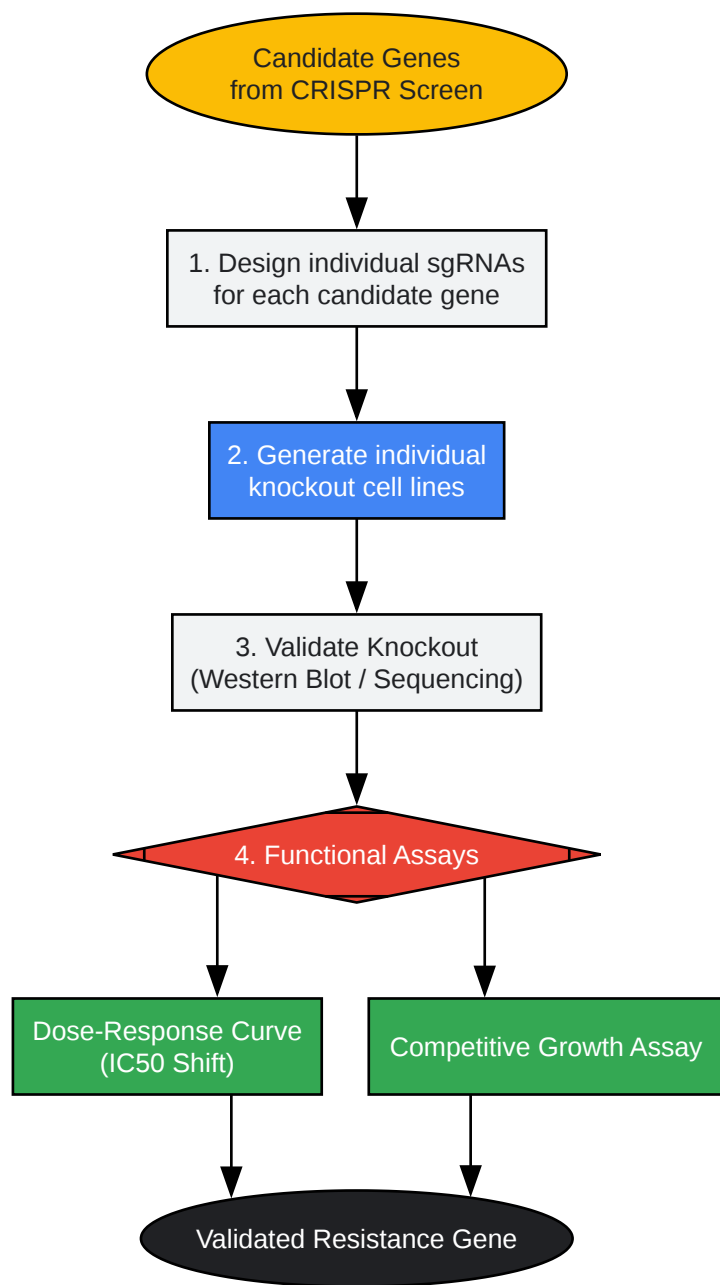 Candidate Genes
from CRISPR Screen
1. Design individual sgRNAs
for each candidate gene
2. Generate individual
knockout cell lines
3. Validate Knockout
(Western Blot / Sequencing)
4. Functional Assays
Dose-Response Curve
(IC50 Shift)
Competitive Growth Assay
Validated Resistance Gene